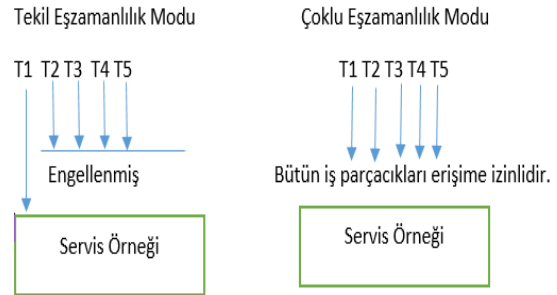 Tekil Eşzamanlılık Modu
T1 T2 T3 T4 T5
Engellenmiş
Servis Örneği
Çoklu Eşzamanlılık Modu
T1 T2 T3 T4 T5
Bütün iş parçacıkları erişime izinlidir.
Servis Örneği